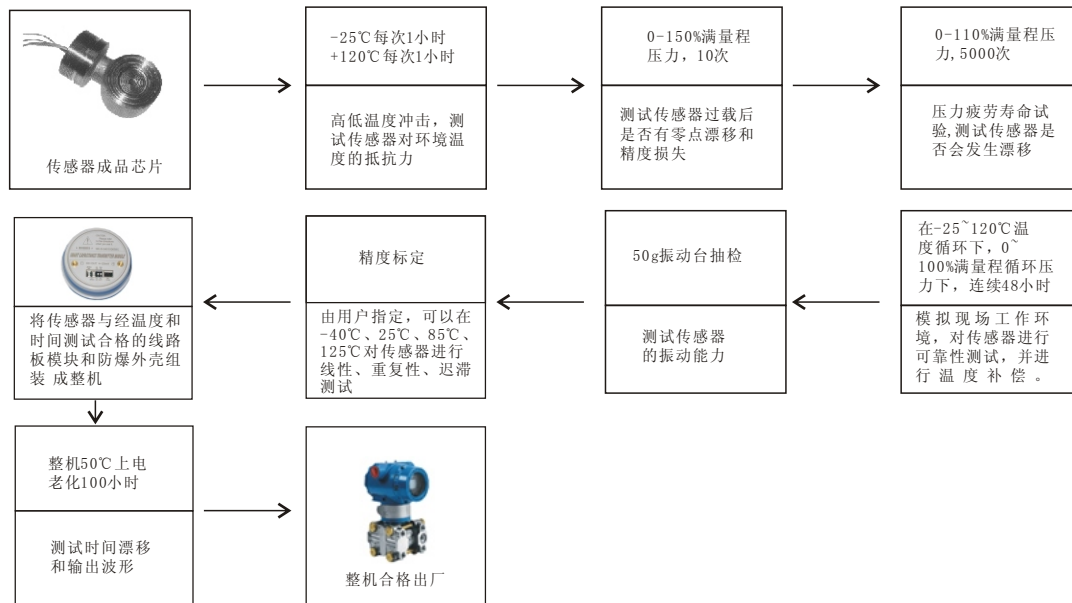 传感器成品芯片
-25℃每次1小时
+120℃每次1小时
高低温度冲击，测
试传感器对环境温
度的抵抗力
0-150%满量程
压力，10次
测试传感器过载后
是否有零点漂移和
精度损失
0-110%满量程压
力,5000次
压力疲劳寿命试
验,测试传感器是
否会发生漂移
在-25~120℃温
度循环下，0~
100%满量程循环压
力下，连续48小时
模拟现场工作环
境，对传感器进行
可靠性测试，并进
行温度补偿。
50g振动台抽检
测试传感器
的振动能力
精度标定
由用户指定，可以在
-40℃、25℃、85℃、
125℃对传感器进行
线性、重复性、迟滞
测试
将传感器与经温度和
时间测试合格的线路
板模块和防爆外壳组
装 成整机
整机50℃上电
老化100小时
测试时间漂移
和输出波形
整机合格出厂